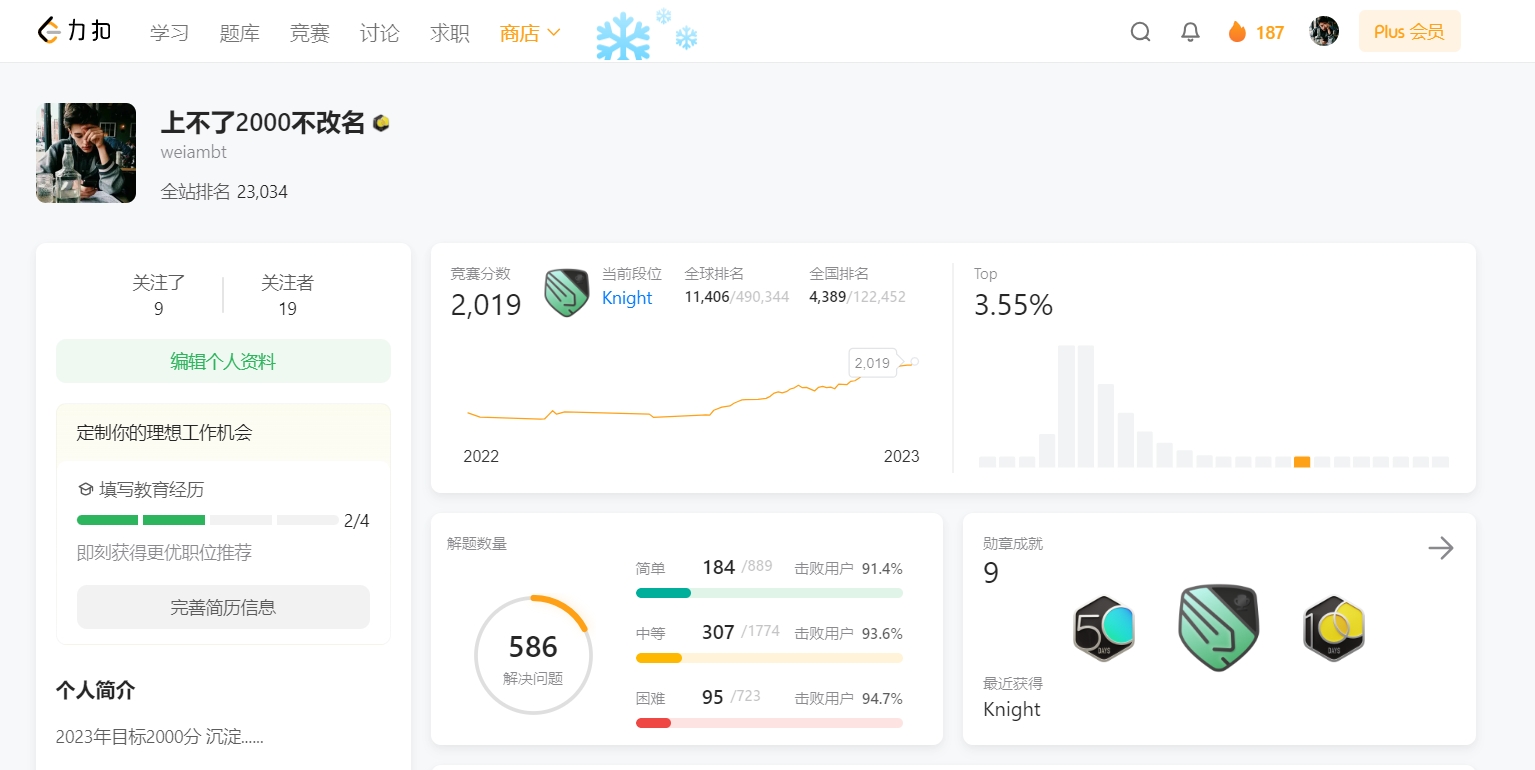 力扣 学习 题库 竞赛 讨论 求职 商店 187 Plus 会员
上不了2000不改名
weiambt
全站排名 23,034
关注了 关注者
9 19
编辑个人资料
定制你的理想工作机会
填写教育经历
2/4
即刻获得更优职位推荐
完善简历信息
个人简介
2023年目标2000分 沉淀......
竞赛分数 当前段位 全球排名 全国排名
2,019 Knight 11,406/490,344 4,389/122,452
2,019
2022 2023
Top
3.55%
解题数量
586
解决问题
简单 184 /889 击败用户 91.4%
中等 307 /1774 击败用户 93.6%
困难 95 /723 击败用户 94.7%
勋章成就
9
50 DAYS
100 DAYS
最近获得
Knight